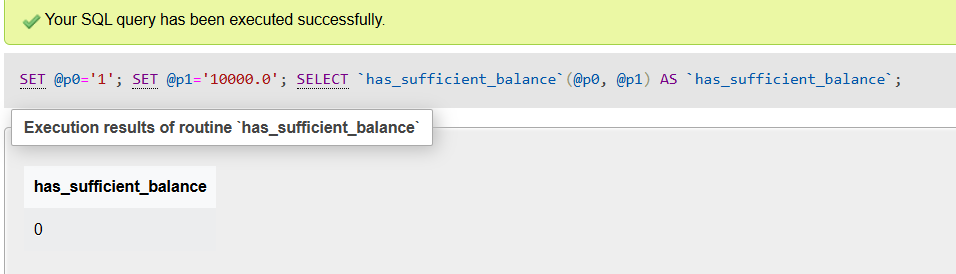 Your SQL query has been executed successfully.
SET @p0='1'; SET @p1='10000.0'; SELECT `has_sufficient_balance`(@p0, @p1) AS `has_sufficient_balance`;
Execution results of routine `has_sufficient_balance`
has_sufficient_balance
0